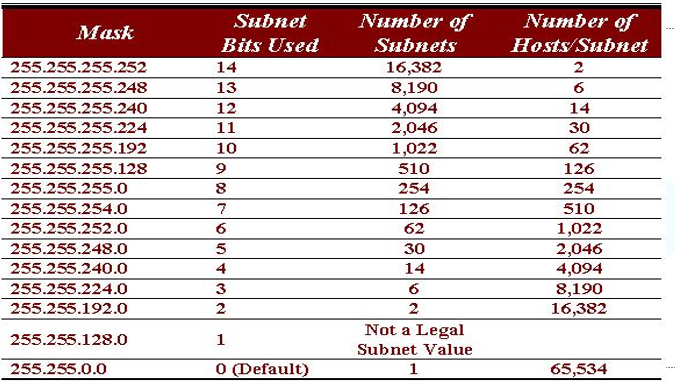 Mask Subnet Bits Used Number of Subnets Number of Hosts/Subnet
255.255.255.252 14 16,382 2
255.255.255.248 13 8,190 6
255.255.255.240 12 4,094 14
255.255.255.224 11 2,046 30
255.255.255.192 10 1,022 62
255.255.255.128 9 510 126
255.255.255.0 8 254 254
255.255.254.0 7 126 510
255.255.252.0 6 62 1,022
255.255.248.0 5 30 2,046
255.255.240.0 4 14 4,094
255.255.224.0 3 6 8,190
255.255.192.0 2 2 16,382
255.255.128.0 1 Not a Legal Subnet Value
255.255.0.0 0 (Default) 1 65,534